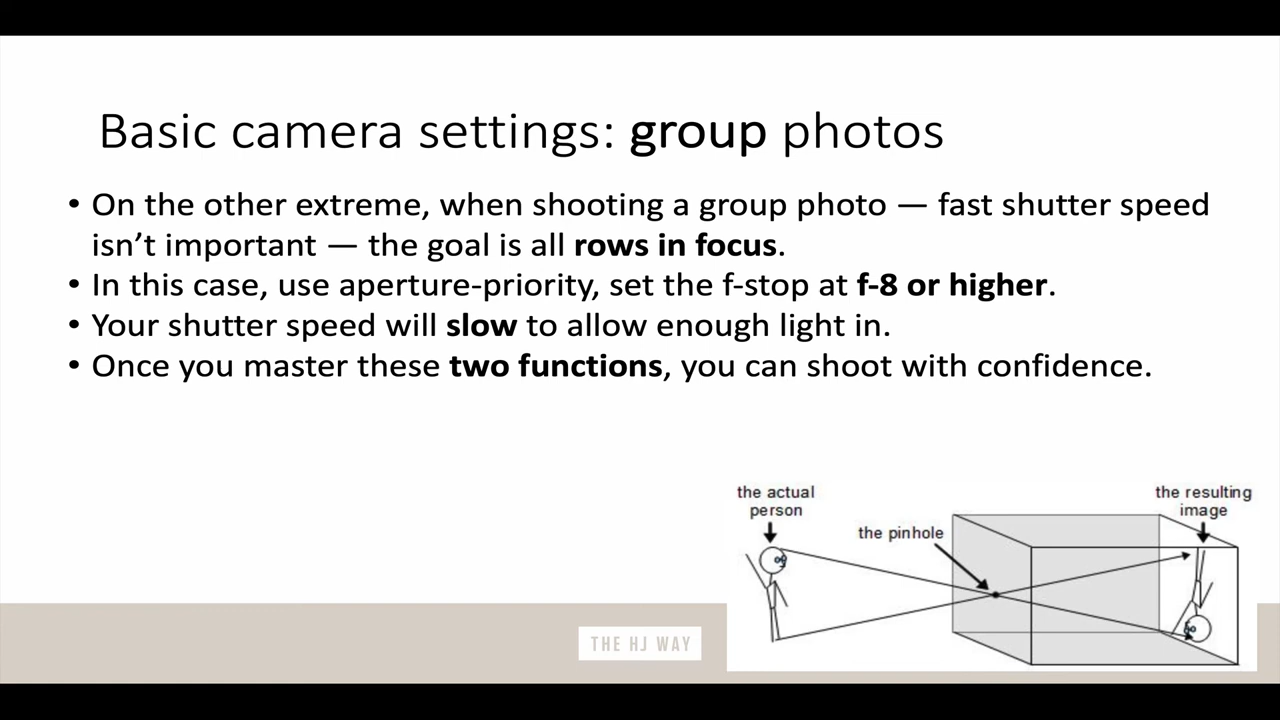 Basic camera settings: group photos
• On the other extreme, when shooting a group photo — fast shutter speed
isn’t important — the goal is all rows in focus.
• In this case, use aperture-priority, set the f-stop at f-8 or higher.
• Your shutter speed will slow to allow enough light in.
• Once you master these two functions, you can shoot with confidence.
the actual
person
the pinhole
the resulting
image
THE HJ WAY